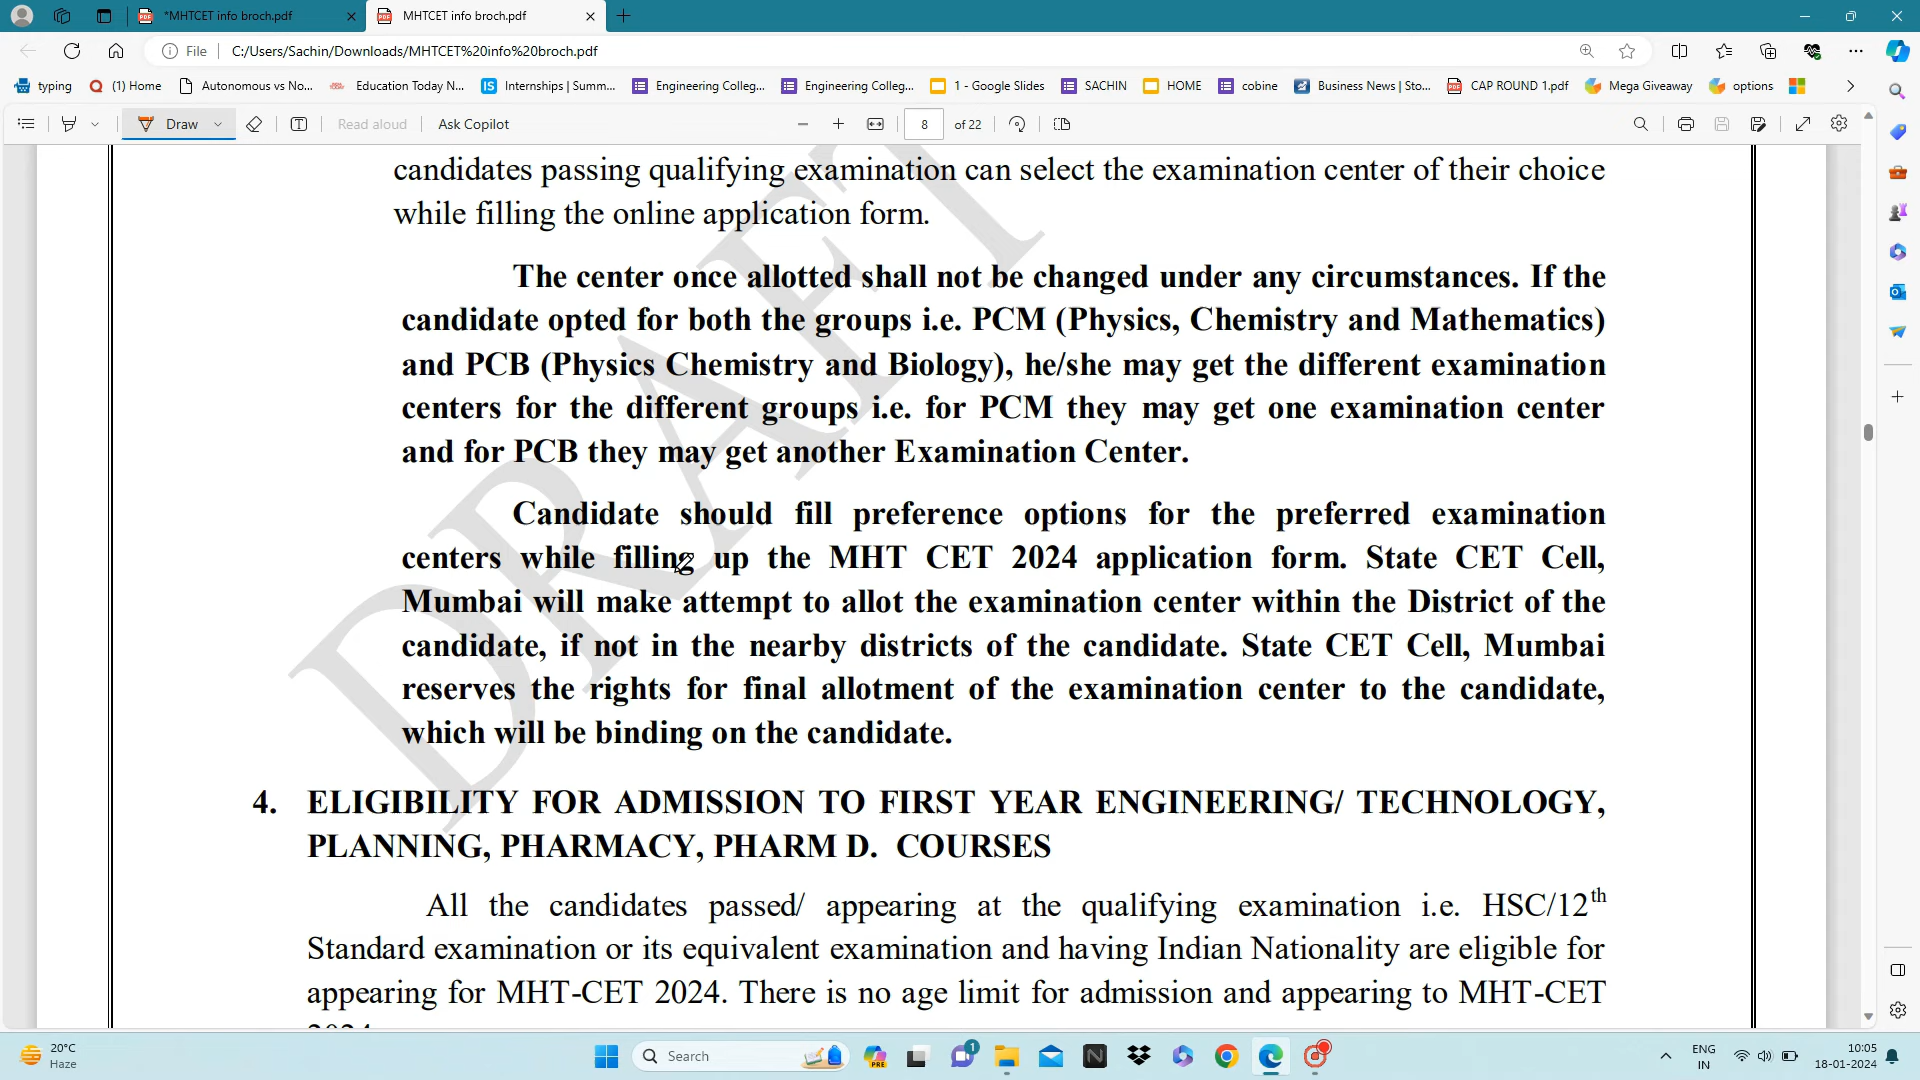 *MHTCET info broch.pdf
MHTCET info broch.pdf
File
C:/Users/Sachin/Downloads/MHTCET%20info%20broch.pdf
typing
(1) Home
Autonomous vs No...
Education Today N...
Internships | Summ...
Engineering Colleg...
Engineering Colleg...
1 - Google Slides
SACHIN
HOME
cobine
Business News | Sto...
CAP ROUND 1.pdf
Mega Giveaway
options
Draw
Read aloud
Ask Copilot
8 of 22
candidates passing qualifying examination can select the examination center of their choice
while filling the online application form.
The center once allotted shall not be changed under any circumstances. If the
candidate opted for both the groups i.e. PCM (Physics, Chemistry and Mathematics)
and PCB (Physics Chemistry and Biology), he/she may get the different examination
centers for the different groups i.e. for PCM they may get one examination center
and for PCB they may get another Examination Center.
Candidate should fill preference options for the preferred examination
centers while filling up the MHT CET 2024 application form. State CET Cell,
Mumbai will make attempt to allot the examination center within the District of the
candidate, if not in the nearby districts of the candidate. State CET Cell, Mumbai
reserves the rights for final allotment of the examination center to the candidate,
which will be binding on the candidate.
4. ELIGIBILITY FOR ADMISSION TO FIRST YEAR ENGINEERING/ TECHNOLOGY,
PLANNING, PHARMACY, PHARM D. COURSES
All the candidates passed/ appearing at the qualifying examination i.e. HSC/12th
Standard examination or its equivalent examination and having Indian Nationality are eligible for
appearing for MHT-CET 2024. There is no age limit for admission and appearing to MHT-CET
2024
DRAFT
20°C
Haze
Search
PRE
1
ENG
IN
10:05
18-01-2024